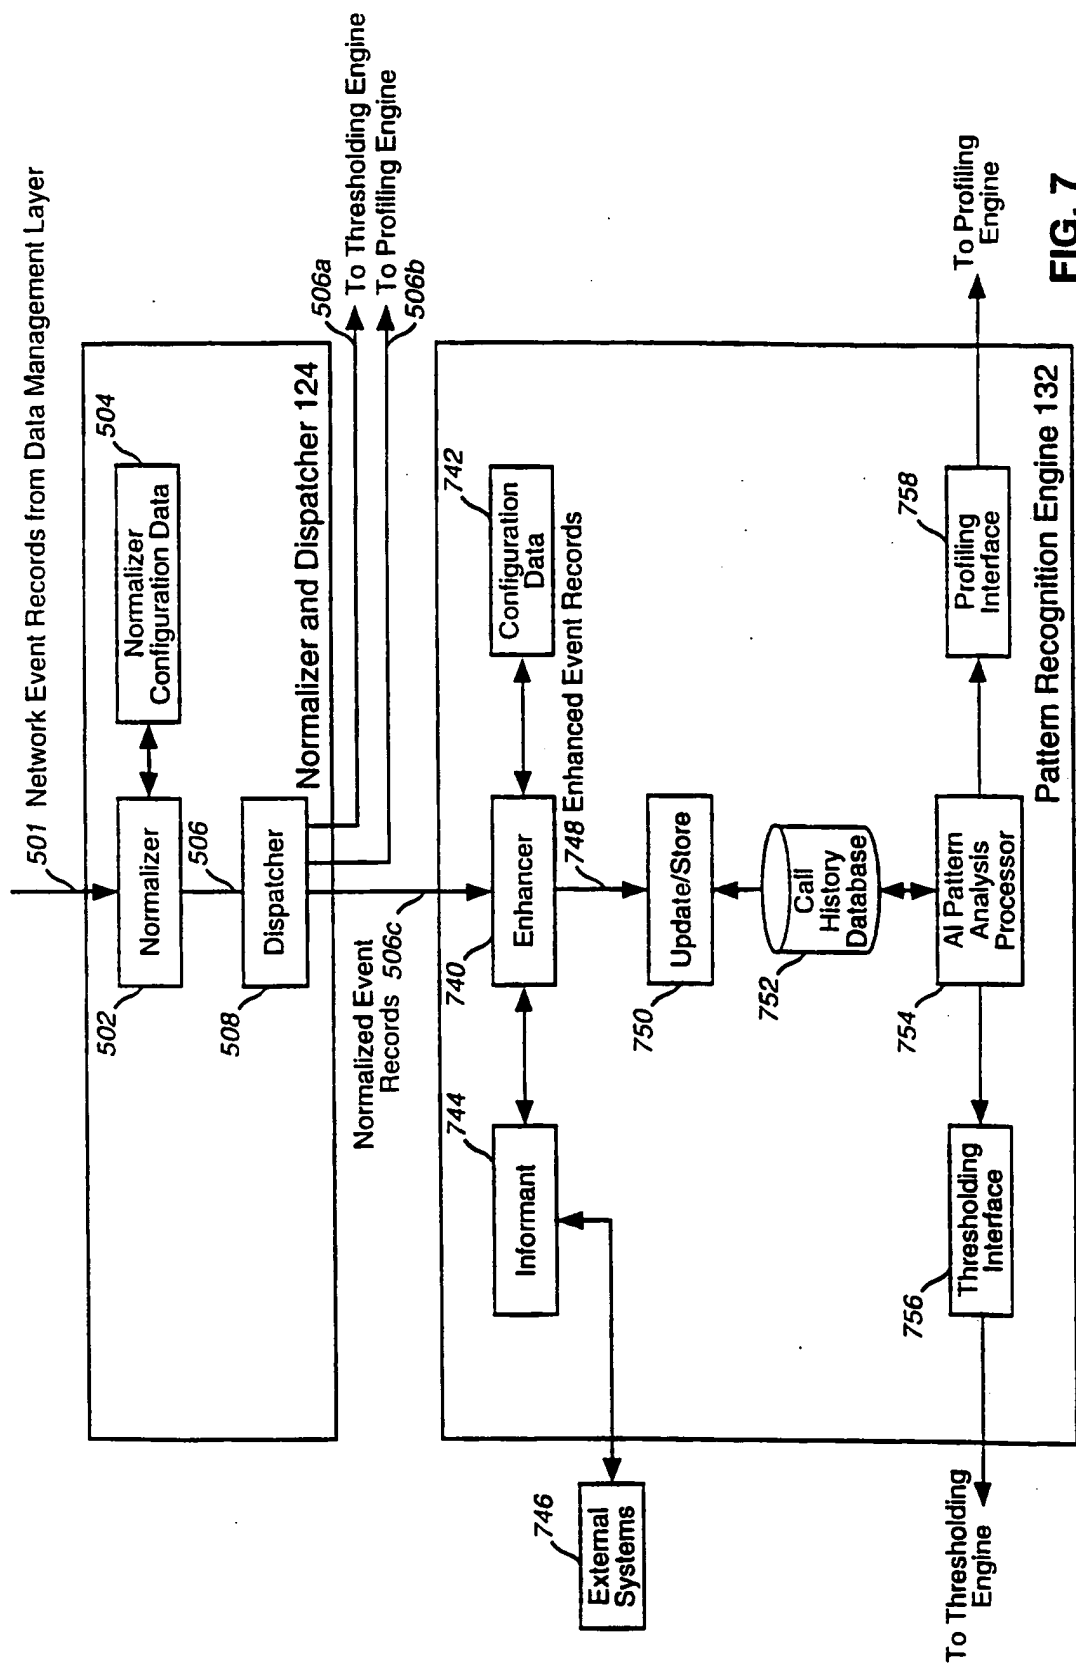 501 Network Event Records from Data Management Layer
502
Normalizer
504
Normalizer
Configuration Data
506
508
Dispatcher
Normalizer and Dispatcher 124
506a
To Thresholding Engine
To Profiling Engine
506b
Normalized Event
Records 506c
744
Informant
740
Enhancer
742
Configuration
Data
746
External
Systems
748 Enhanced Event Records
750
Update/Store
752
Call
History
Database
754
AI Pattern
Analysis
Processor
756
Thresholding
Interface
758
Profiling
Interface
Pattern Recognition Engine 132
To Thresholding
Engine
To Profiling
Engine
FIG. 7